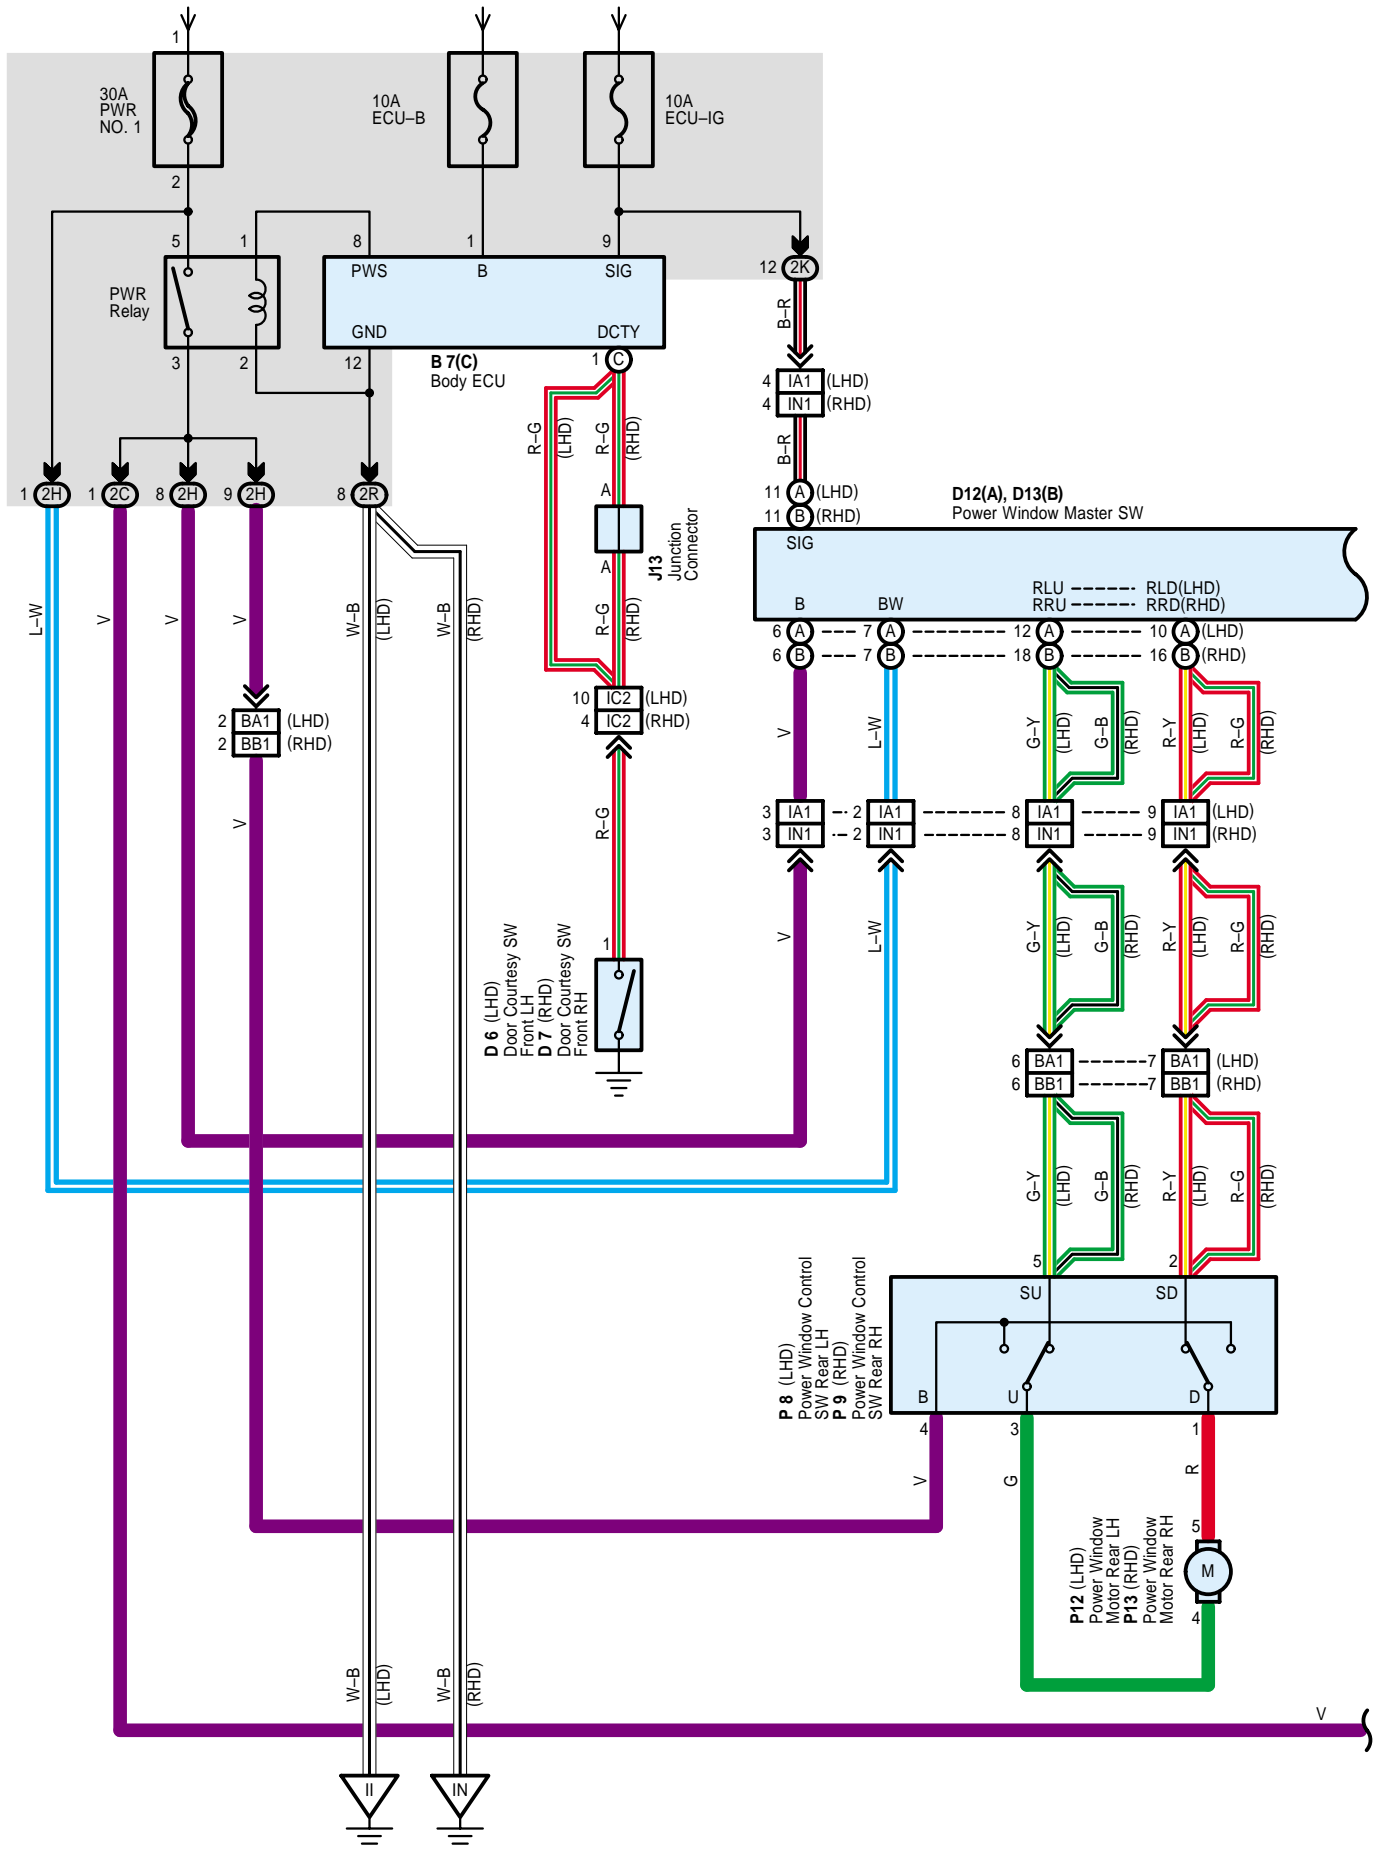 1
30A
PWR
NO. 1
10A
ECU–B
10A
ECU–IG
2
5
1
8
1
9
PWS
B
SIG
12
2K
PWR
Relay
GND
DCTY
3
2
12
B 7(C)
Body ECU
1
C
B–R
4
IA1
(LHD)
4
IN1
(RHD)
R–G
(LHD)
R–G
(RHD)
B–R
1
2H
1
2C
8
2H
9
2H
8
2R
A
11
A
(LHD)
11
B
(RHD)
D12(A), D13(B)
Power Window Master SW
J13
Junction
Connector
A
SIG
RLU
RLD(LHD)
RRU
RRD(RHD)
B
BW
L–W
V
V
V
W–B
(LHD)
W–B
(RHD)
R–G
(RHD)
6
A
7
A
12
A
10
A
(LHD)
6
B
7
B
18
B
16
B
(RHD)
10
IC2
(LHD)
4
IC2
(RHD)
2
BA1
(LHD)
2
BB1
(RHD)
V
L–W
G–Y
(LHD)
G–B
(RHD)
R–Y
(LHD)
R–G
(RHD)
V
R–G
3
IA1
2
IA1
8
IA1
9
IA1
(LHD)
3
IN1
2
IN1
8
IN1
9
IN1
(RHD)
V
L–W
G–Y
(LHD)
G–B
(RHD)
R–Y
(LHD)
R–G
(RHD)
1
D 6 (LHD)
Door Courtesy SW
Front LH
D 7 (RHD)
Door Courtesy SW
Front RH
6
BA1
7
BA1
(LHD)
6
BB1
7
BB1
(RHD)
G–Y
(LHD)
G–B
(RHD)
R–Y
(LHD)
R–G
(RHD)
5
2
SU
SD
P 8 (LHD)
Power Window Control
SW Rear LH
P 9 (RHD)
Power Window Control
SW Rear RH
B
U
D
4
3
1
V
G
R
5
P12 (LHD)
Power Window
Motor Rear LH
P13 (RHD)
Power Window
Motor Rear RH
M
4
W–B
(LHD)
W–B
(RHD)
V
II
IN